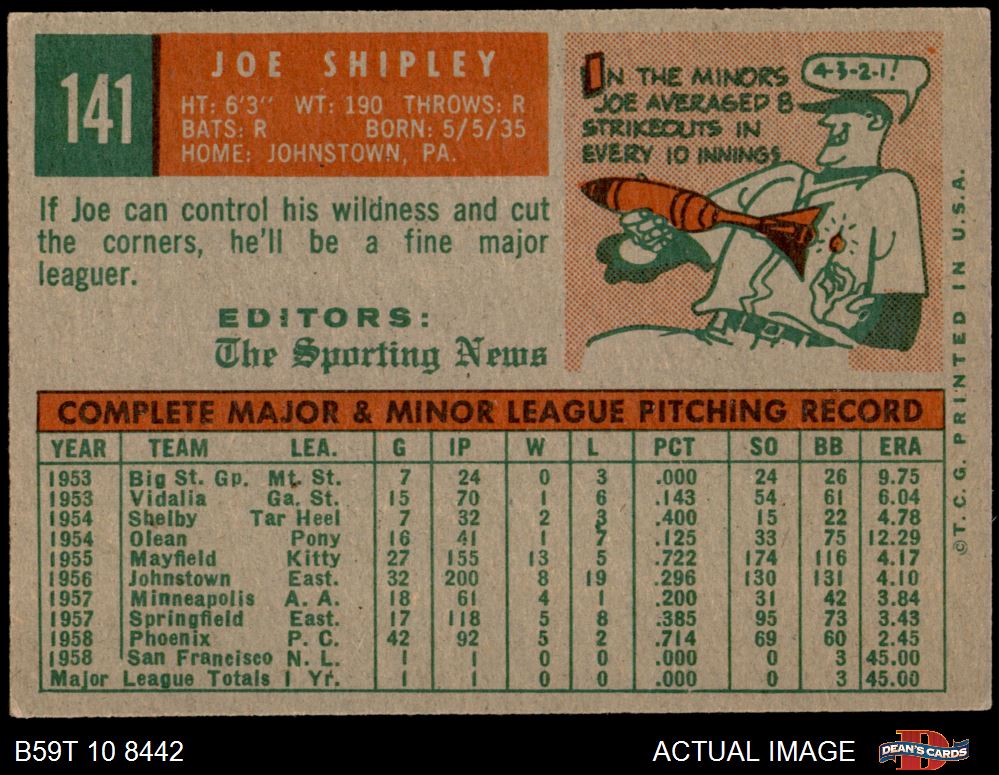 141
JOE SHIPLEY
HT: 6'3" WT: 190 THROWS: R
BATS: R BORN: 5/5/35
HOME: JOHNSTOWN, PA.
IN THE MINORS
JOE AVERAGED 8
STRIKEOUTS IN
EVERY 10 INNINGS
4-3-2-1!
If Joe can control his wildness and cut
the corners, he'll be a fine major
leaguer.
EDITORS:
The Sporting News
COMPLETE MAJOR & MINOR LEAGUE PITCHING RECORD
YEAR TEAM LEA. G IP W L PCT SO BB ERA
1953 Big St. Gp. Mt. St. 7 24 0 3 .000 24 26 9.75
1953 Vidalia Ga. St. 15 70 1 6 .143 54 61 6.04
1954 Shelby Tar Heel 7 32 2 3 .400 15 22 4.78
1954 Olean Pony 16 41 1 7 .125 33 75 12.29
1955 Mayfield Kitty 27 155 13 5 .722 174 116 4.17
1956 Johnstown East. 32 200 8 19 .296 130 131 4.10
1957 Minneapolis A. A. 18 61 4 1 .200 31 42 3.84
1957 Springfield East. 17 118 5 8 .385 95 73 3.43
1958 Phoenix P. C. 42 92 5 2 .714 69 60 2.45
1958 San Francisco N. L. 1 1 0 0 .000 0 3 45.00
Major League Totals 1 Yr. 1 1 0 0 .000 0 3 45.00
© T. C. G. PRINTED IN U.S.A.
B59T 10 8442
ACTUAL IMAGE
DEAN'S CARDS